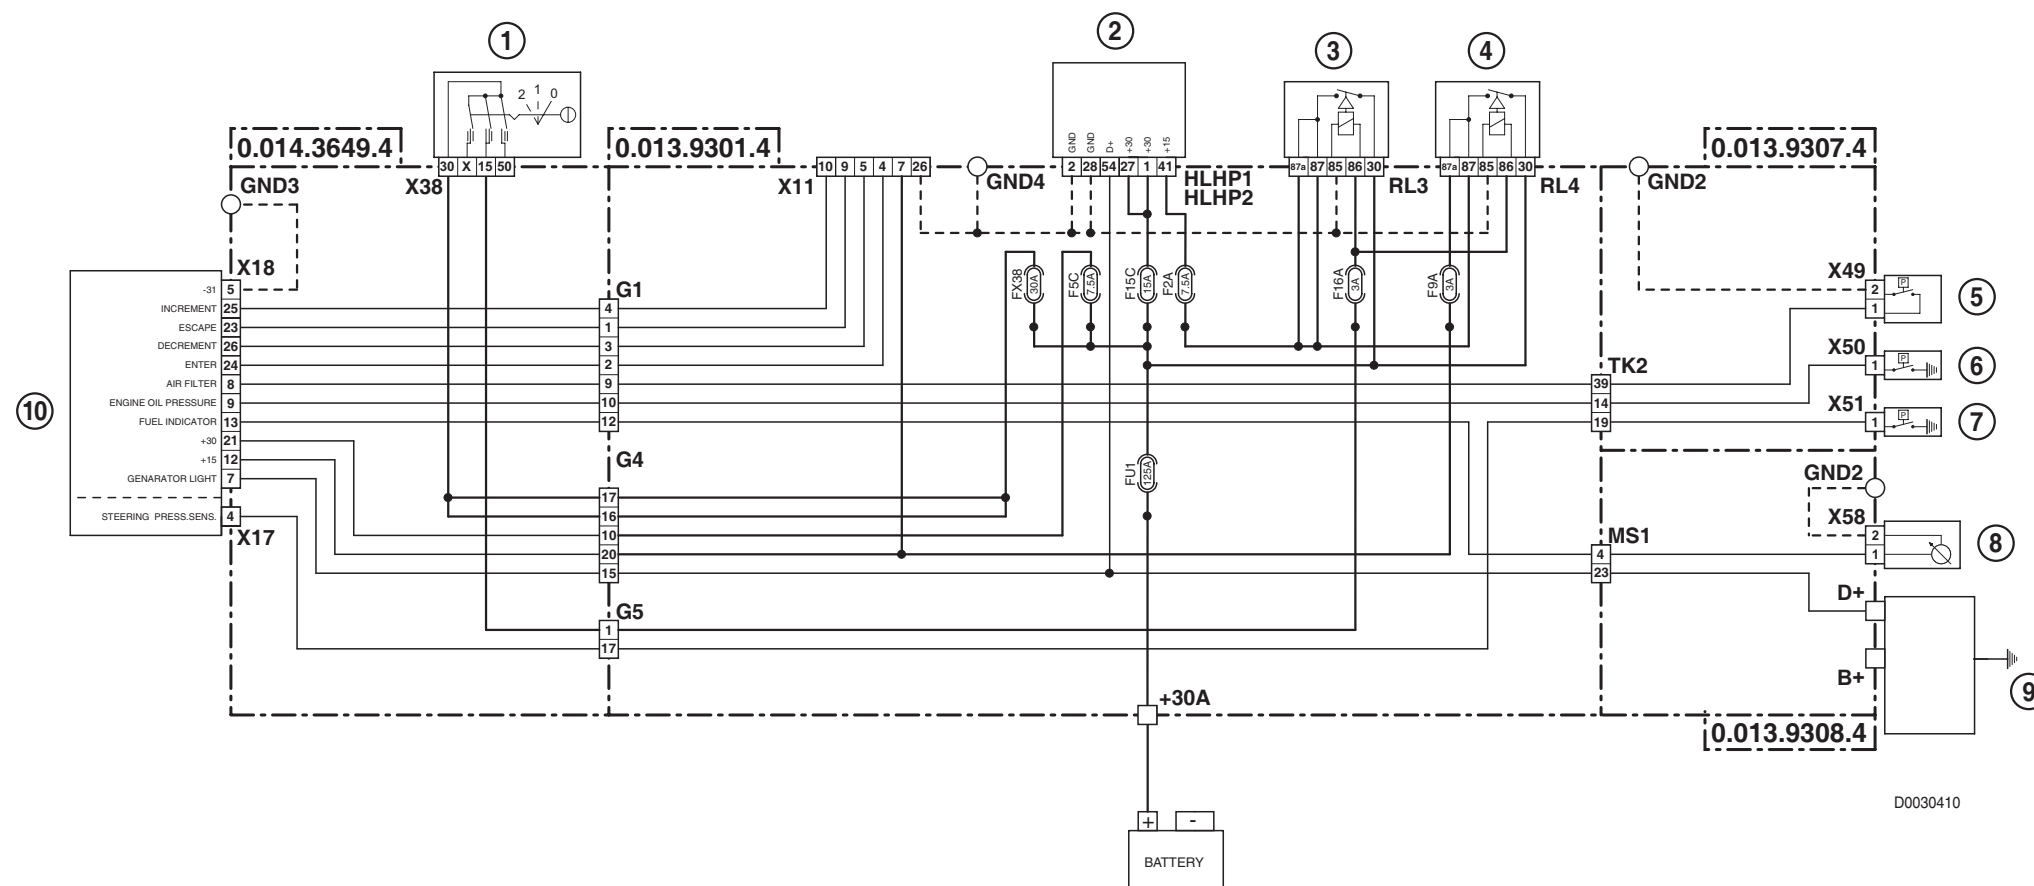 1
2
3
4
2 1 0
GND
GND
D+
+30
+30
+15
0.014.3649.4
0.013.9301.4
0.013.9307.4
30 X 15 50
X38
X11
10 9 5 4 7 26
GND4
2 28 54 27 1 41
HLHP1
HLHP2
87a 87 85 86 30
RL3
87a 87 85 86 30
RL4
GND2
GND3
X18
G1
FX38 30A
F5C 7.5A
F15C 15A
F2A 7.5A
F16A 3A
F9A 3A
X49
P
2
1
5
-31 5
INCREMENT 25
ESCAPE 23
DECREMENT 26
ENTER 24
AIR FILTER 8
ENGINE OIL PRESSURE 9
FUEL INDICATOR 13
+30 21
+15 12
GENARATOR LIGHT 7
STEERING PRESS.SENS. 4
X17
10
4
1
3
2
9
10
12
G4
17
16
10
20
15
G5
1
17
TK2
39
14
19
X50
P
1
6
X51
P
1
7
FU1 125A
GND2
X58
2
1
8
MS1
4
23
D+
B+
9
+30A
0.013.9308.4
D0030410
+ -
BATTERY